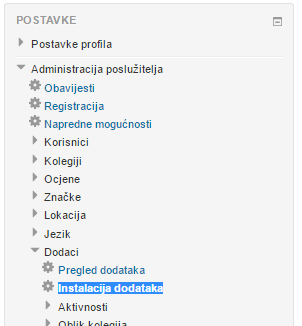 POSTAVKE
Postavke profila
Administracija poslužitelja
Obavijesti
Registracija
Napredne mogućnosti
Korisnici
Kolegiji
Ocjene
Značke
Lokacija
Jezik
Dodaci
Pregled dodataka
Instalacija dodataka
Aktivnosti
Oblik kolegija